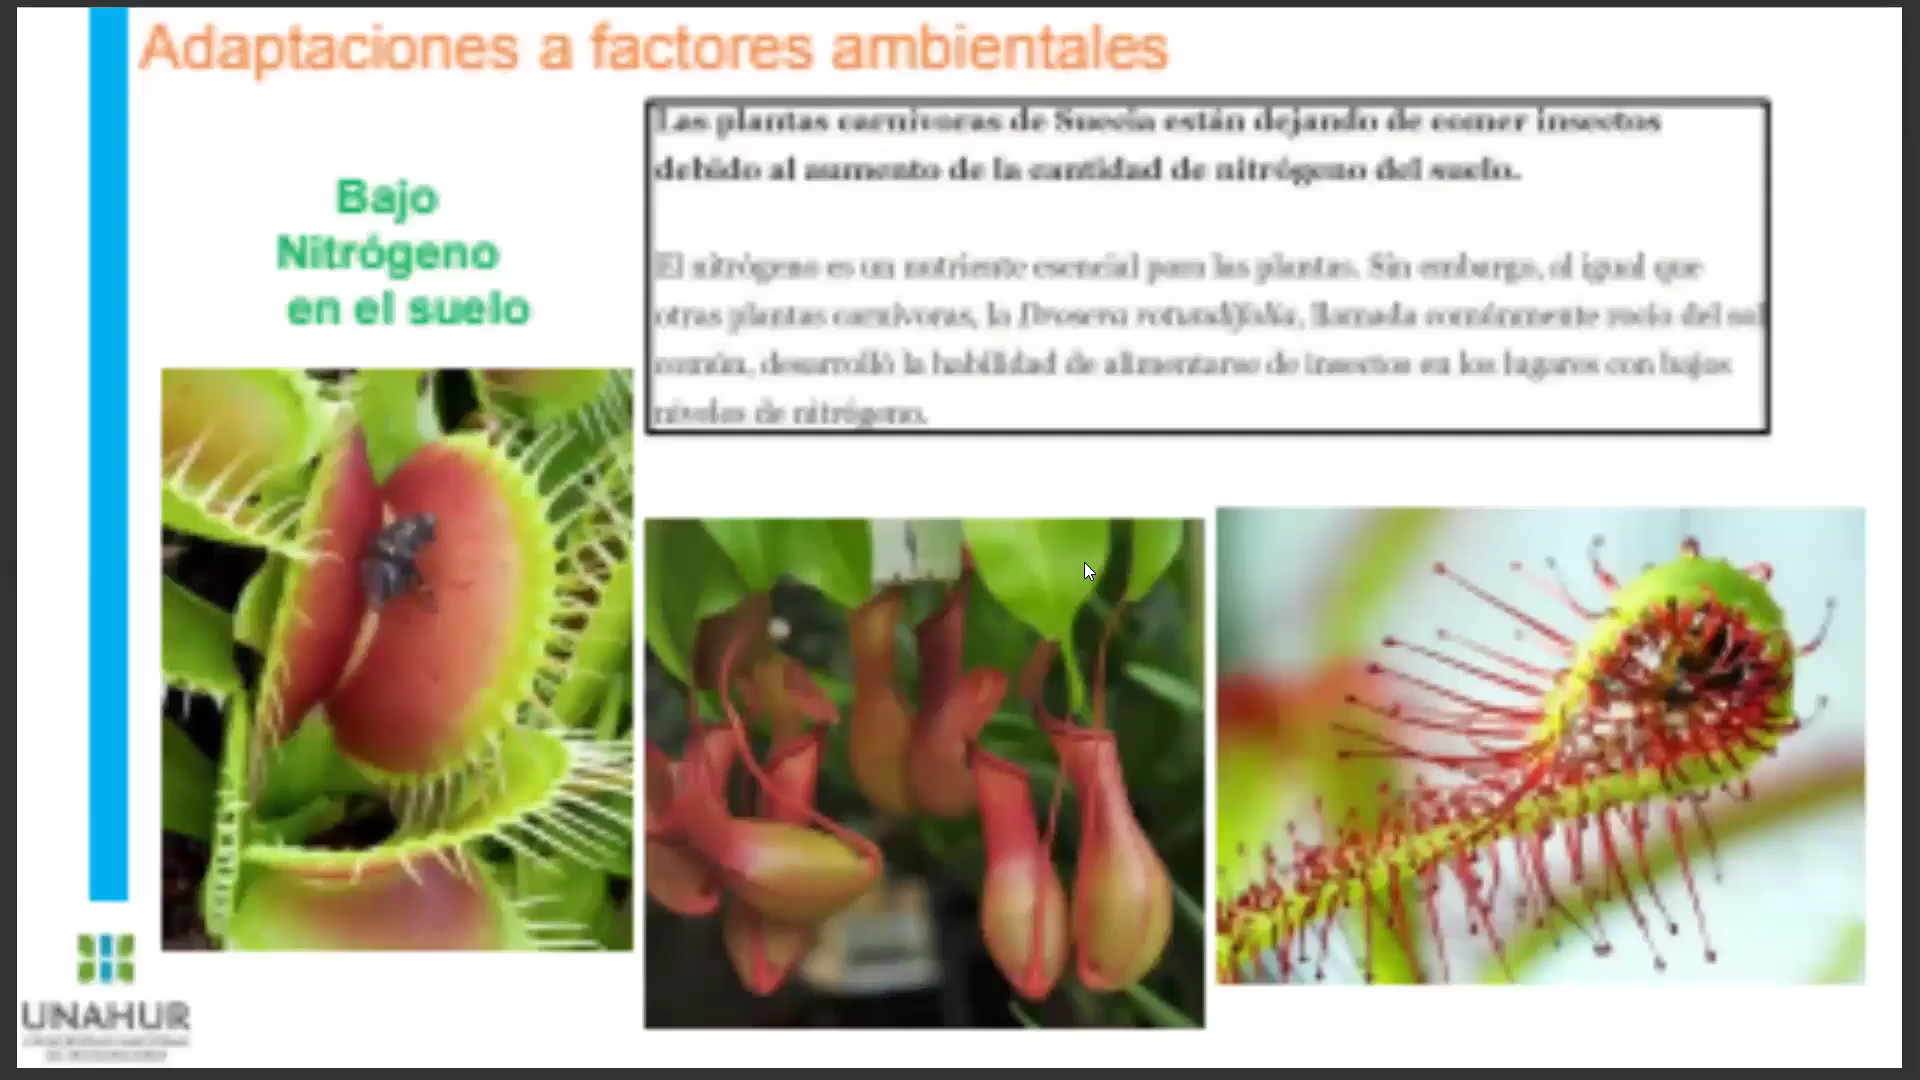 Adaptaciones a factores ambientales
Bajo
Nitrógeno
en el suelo
Las plantas carnívoras de Suecia están dejando de comer insectos
debido al aumento de la cantidad de nitrógeno del suelo.
El nitrógeno es un nutriente esencial para las plantas. Sin embargo, al igual que
otras plantas carnívoras, la Drosera rotundifolia, llamada comúnmente rocío del sol
común, desarrolló la habilidad de alimentarse de insectos en los lugares con bajos
niveles de nitrógeno.
UNAHUR